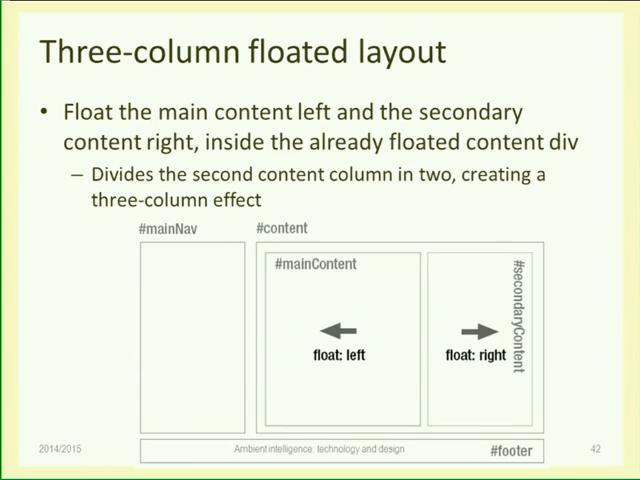 Three-column floated layout
• Float the main content left and the secondary
content right, inside the already floated content div
– Divides the second content column in two, creating a
three-column effect
#mainNav
#content
#mainContent
#secondaryContent
float: left
float: right
#footer
2014/2015
Ambient intelligence: technology and design
42